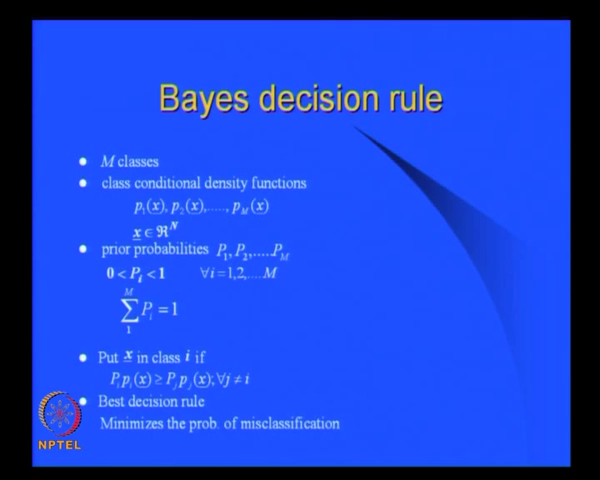 Bayes decision rule
M classes
class conditional density functions
p₁(x), p₂(x),....., p_M(x)
x ∈ ℜ^N
prior probabilities P₁, P₂,.....P_M
0 < P_i < 1 ∀i = 1,2,....M
M
∑ P_i = 1
1
Put x in class i if
P_i p_i(x) ≥ P_j p_j(x); ∀j ≠ i
Best decision rule
Minimizes the prob. of misclassification
NPTEL